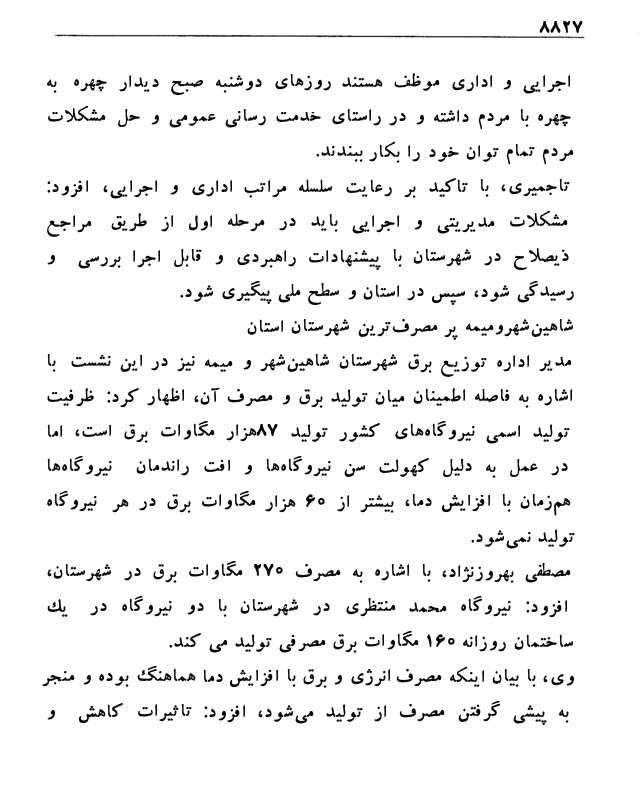 ۸۸۲۷
اجرایی و اداری موظف هستند روزهای دوشنبه صبح دیدار چهره به
چهره با مردم داشته و در راستای خدمت رسانی عمومی و حل مشکلات
مردم تمام توان خود را بکار ببندند.
تاجمیری، با تاکید بر رعایت سلسله مراتب اداری و اجرایی، افزود:
مشکلات مدیریتی و اجرایی باید در مرحله اول از طریق مراجع
ذیصلاح در شهرستان با پیشنهادات راهبردی و قابل اجرا بررسی و
رسیدگی شود، سپس در استان و سطح ملی پیگیری شود.
شاهین‌شهرومیمه پر مصرف‌ترین شهرستان استان
مدیر اداره توزیع برق شهرستان شاهین‌شهر و میمه نیز در این نشست با
اشاره به فاصله اطمینان میان تولید برق و مصرف آن، اظهار کرد: ظرفیت
تولید اسمی نیروگاه‌های کشور تولید ۸۷هزار مگاوات برق است، اما
در عمل به دلیل کهولت سن نیروگاه‌ها و افت راندمان نیروگاه‌ها
هم‌زمان با افزایش دما، بیشتر از ۶۰ هزار مگاوات برق در هر نیروگاه
تولید نمی‌شود.
مصطفی بهروزنژاد، با اشاره به مصرف ۲۷۰ مگاوات برق در شهرستان،
افزود: نیروگاه محمد منتظری در شهرستان با دو نیروگاه در یك
ساختمان روزانه ۱۶۰ مگاوات برق مصرفی تولید می کند.
وی، با بیان اینکه مصرف انرژی و برق با افزایش دما هماهنگ بوده و منجر
به پیشی گرفتن مصرف از تولید می‌شود، افزود: تاثیرات کاهش و